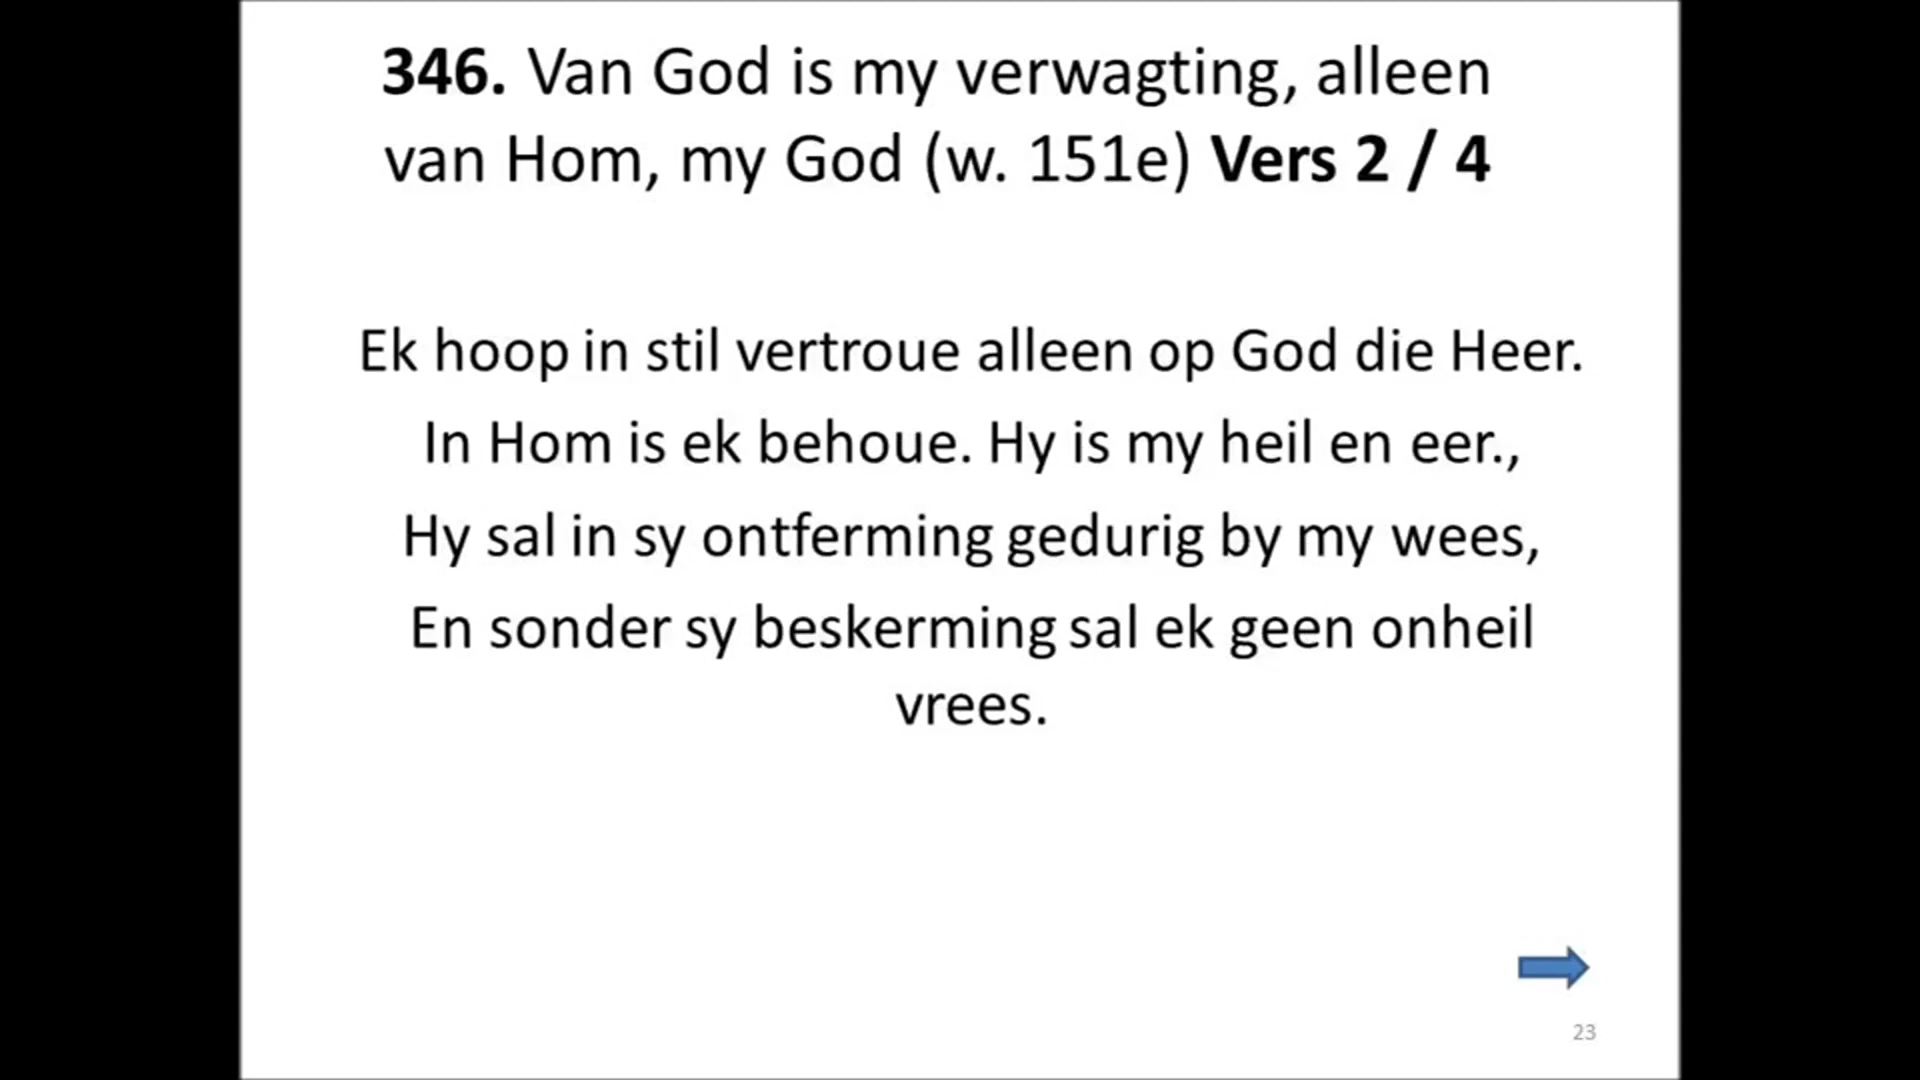 346. Van God is my verwagting, alleen
van Hom, my God (w. 151e) Vers 2 / 4
Ek hoop in stil vertroue alleen op God die Heer.
In Hom is ek behoue. Hy is my heil en eer.,
Hy sal in sy ontferming gedurig by my wees,
En sonder sy beskerming sal ek geen onheil
vrees.
23